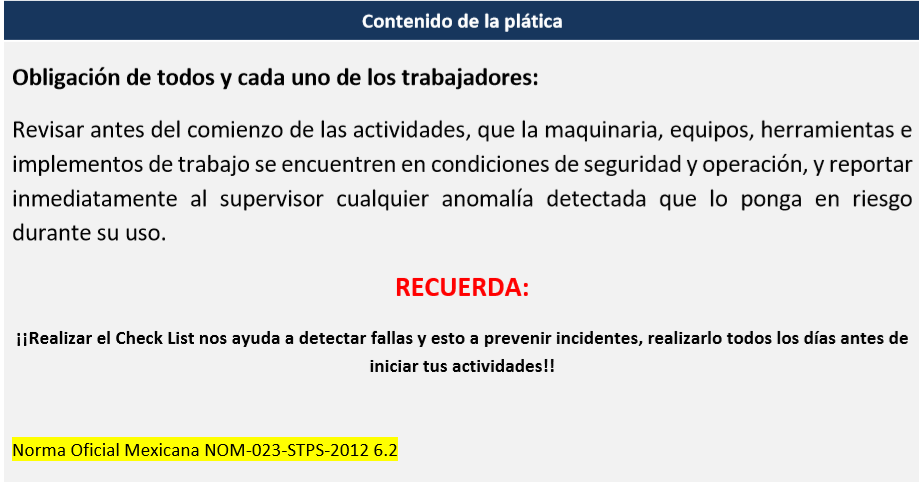 Contenido de la plática
Obligación de todos y cada uno de los trabajadores:
Revisar antes del comienzo de las actividades, que la maquinaria, equipos, herramientas e
implementos de trabajo se encuentren en condiciones de seguridad y operación, y reportar
inmediatamente al supervisor cualquier anomalía detectada que lo ponga en riesgo
durante su uso.
RECUERDA:
¡¡Realizar el Check List nos ayuda a detectar fallas y esto a prevenir incidentes, realizarlo todos los días antes de
iniciar tus actividades!!
Norma Oficial Mexicana NOM-023-STPS-2012 6.2